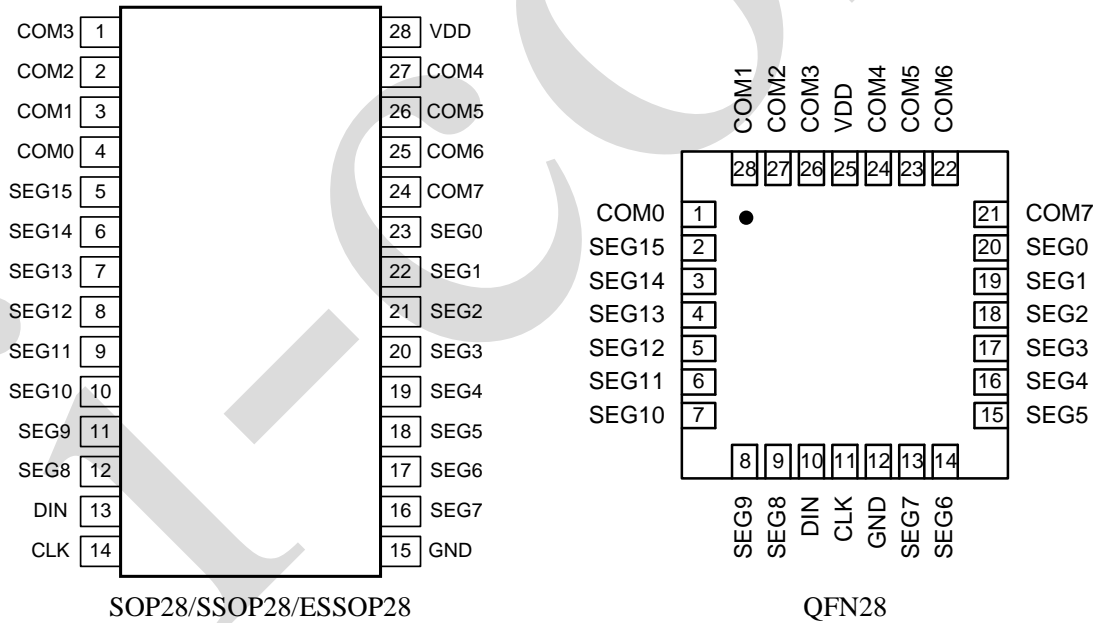 COM3 1 28 VDD
COM2 2 27 COM4
COM1 3 26 COM5
COM0 4 25 COM6
SEG15 5 24 COM7
SEG14 6 23 SEG0
SEG13 7 22 SEG1
SEG12 8 21 SEG2
SEG11 9 20 SEG3
SEG10 10 19 SEG4
SEG9 11 18 SEG5
SEG8 12 17 SEG6
DIN 13 16 SEG7
CLK 14 15 GND
SOP28/SSOP28/ESSOP28
COM1 COM2 COM3 VDD COM4 COM5 COM6
28 27 26 25 24 23 22
COM0 1 21 COM7
SEG15 2 20 SEG0
SEG14 3 19 SEG1
SEG13 4 18 SEG2
SEG12 5 17 SEG3
SEG11 6 16 SEG4
SEG10 7 15 SEG5
8 9 10 11 12 13 14
SEG9 SEG8 DIN CLK GND SEG7 SEG6
QFN28